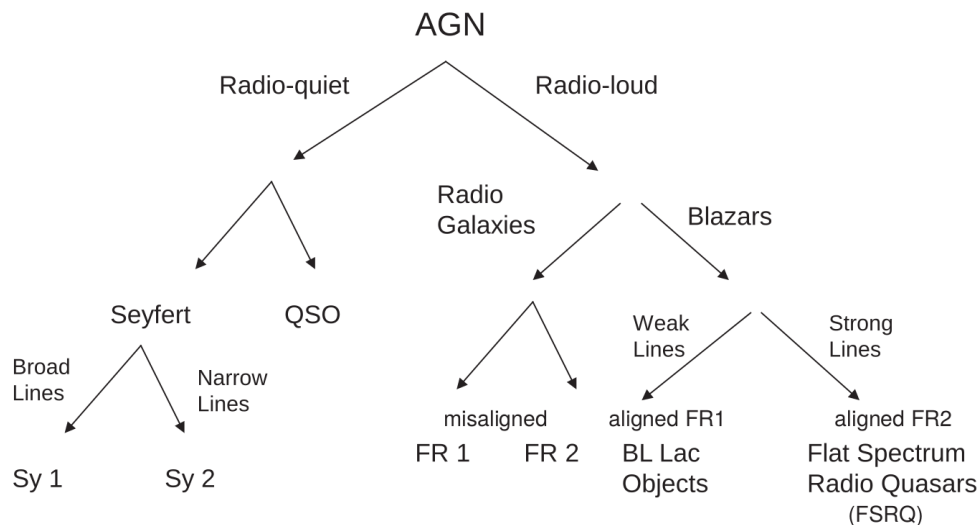 AGN
Radio-quiet
Radio-loud
Radio
Galaxies
Blazars
Seyfert
QSO
Weak
Lines
Strong
Lines
Broad
Lines
Narrow
Lines
misaligned
aligned FR1
aligned FR2
Sy 1
Sy 2
FR 1
FR 2
BL Lac
Objects
Flat Spectrum
Radio Quasars
(FSRQ)